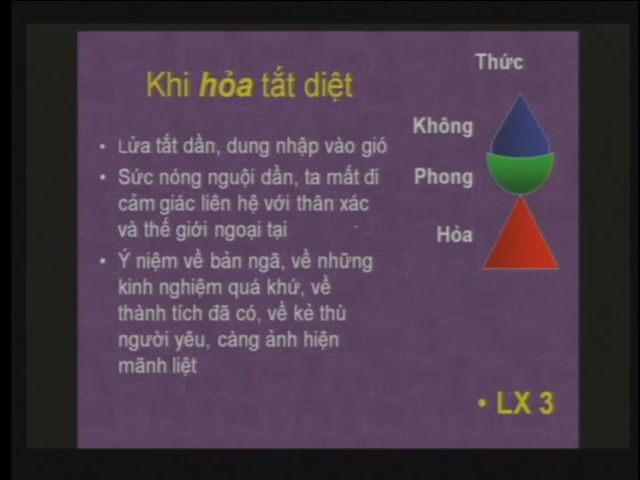 Khi hỏa tắt diệt
• Lửa tắt dần, dung nhập vào gió
• Sức nóng nguội dần, ta mất đi
cảm giác liên hệ với thân xác
và thế giới ngoại tại
• Ý niệm về bản ngã, về những
kinh nghiệm quá khứ, về
thành tích đã có, về kẻ thù
người yêu, càng ảnh hiện
mãnh liệt
Thức
Không
Phong
Hỏa
• LX 3